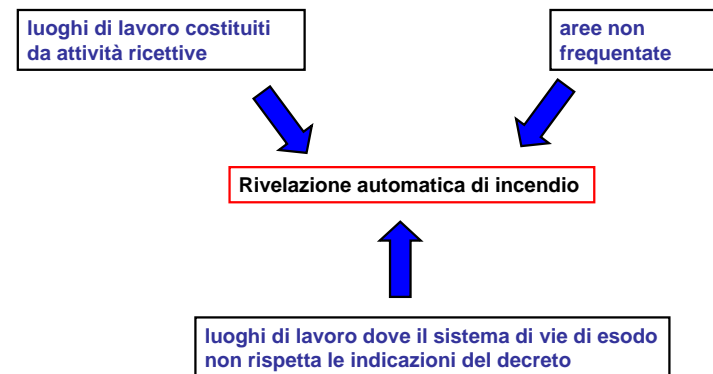 luoghi di lavoro costituiti
da attività ricettive
aree non
frequentate
Rivelazione automatica di incendio
luoghi di lavoro dove il sistema di vie di esodo
non rispetta le indicazioni del decreto